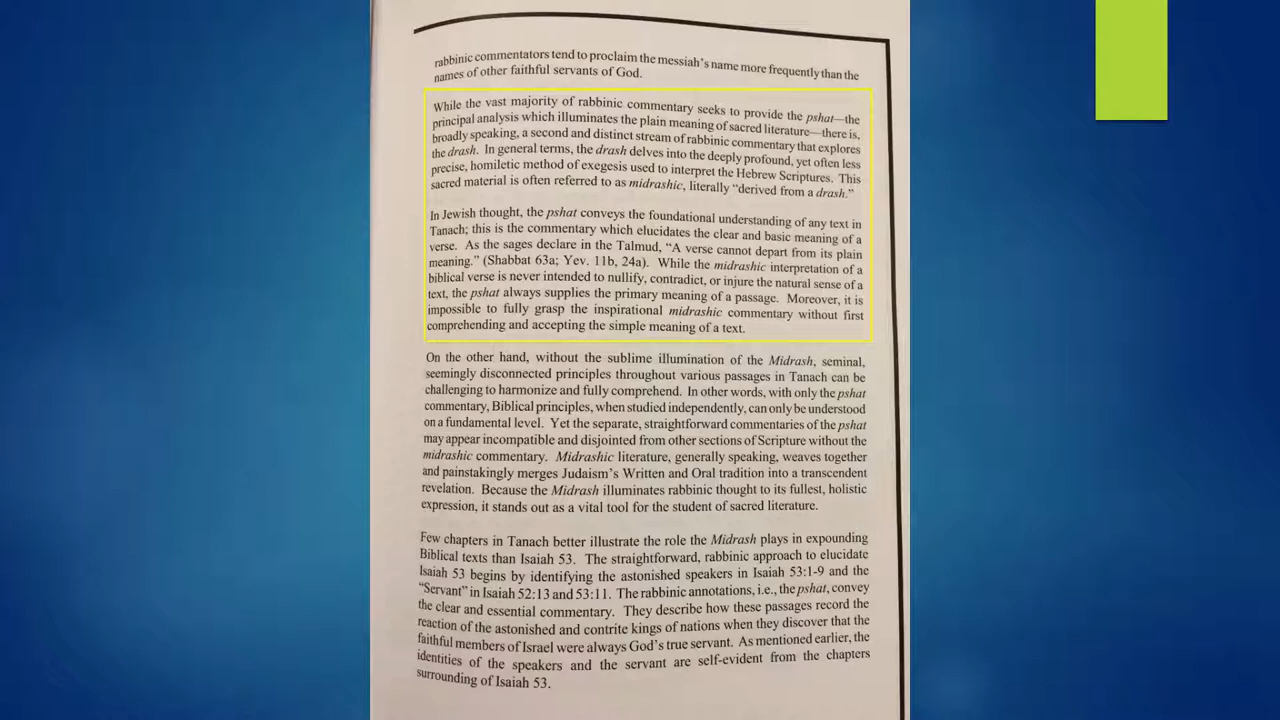 rabbinic commentators tend to proclaim the messiah's name more frequently than the
names of other faithful servants of God.
While the vast majority of rabbinic commentary seeks to provide the pshat—the
principal analysis which illuminates the plain meaning of sacred literature—there is,
broadly speaking, a second and distinct stream of rabbinic commentary that explores
the drash. In general terms, the drash delves into the deeply profound, yet often less
precise, homiletic method of exegesis used to interpret the Hebrew Scriptures. This
sacred material is often referred to as midrashic, literally “derived from a drash.”
In Jewish thought, the pshat conveys the foundational understanding of any text in
Tanach; this is the commentary which elucidates the clear and basic meaning of a
verse. As the sages declare in the Talmud, “A verse cannot depart from its plain
meaning.” (Shabbat 63a; Yev. 11b, 24a). While the midrashic interpretation of a
biblical verse is never intended to nullify, contradict, or injure the natural sense of a
text, the pshat always supplies the primary meaning of a passage. Moreover, it is
impossible to fully grasp the inspirational midrashic commentary without first
comprehending and accepting the simple meaning of a text.
On the other hand, without the sublime illumination of the Midrash, seminal,
seemingly disconnected principles throughout various passages in Tanach can be
challenging to harmonize and fully comprehend. In other words, with only the pshat
commentary, Biblical principles, when studied independently, can only be understood
on a fundamental level. Yet the separate, straightforward commentaries of the pshat
may appear incompatible and disjointed from other sections of Scripture without the
midrashic commentary. Midrashic literature, generally speaking, weaves together
and painstakingly merges Judaism's Written and Oral tradition into a transcendent
revelation. Because the Midrash illuminates rabbinic thought to its fullest, holistic
expression, it stands out as a vital tool for the student of sacred literature.
Few chapters in Tanach better illustrate the role the Midrash plays in expounding
Biblical texts than Isaiah 53. The straightforward, rabbinic approach to elucidate
Isaiah 53 begins by identifying the astonished speakers in Isaiah 53:1-9 and the
“Servant” in Isaiah 52:13 and 53:11. The rabbinic annotations, i.e., the pshat, convey
the clear and essential commentary. They describe how these passages record the
reaction of the astonished and contrite kings of nations when they discover that the
faithful members of Israel were always God's true servant. As mentioned earlier, the
identities of the speakers and the servant are self-evident from the chapters
surrounding of Isaiah 53.